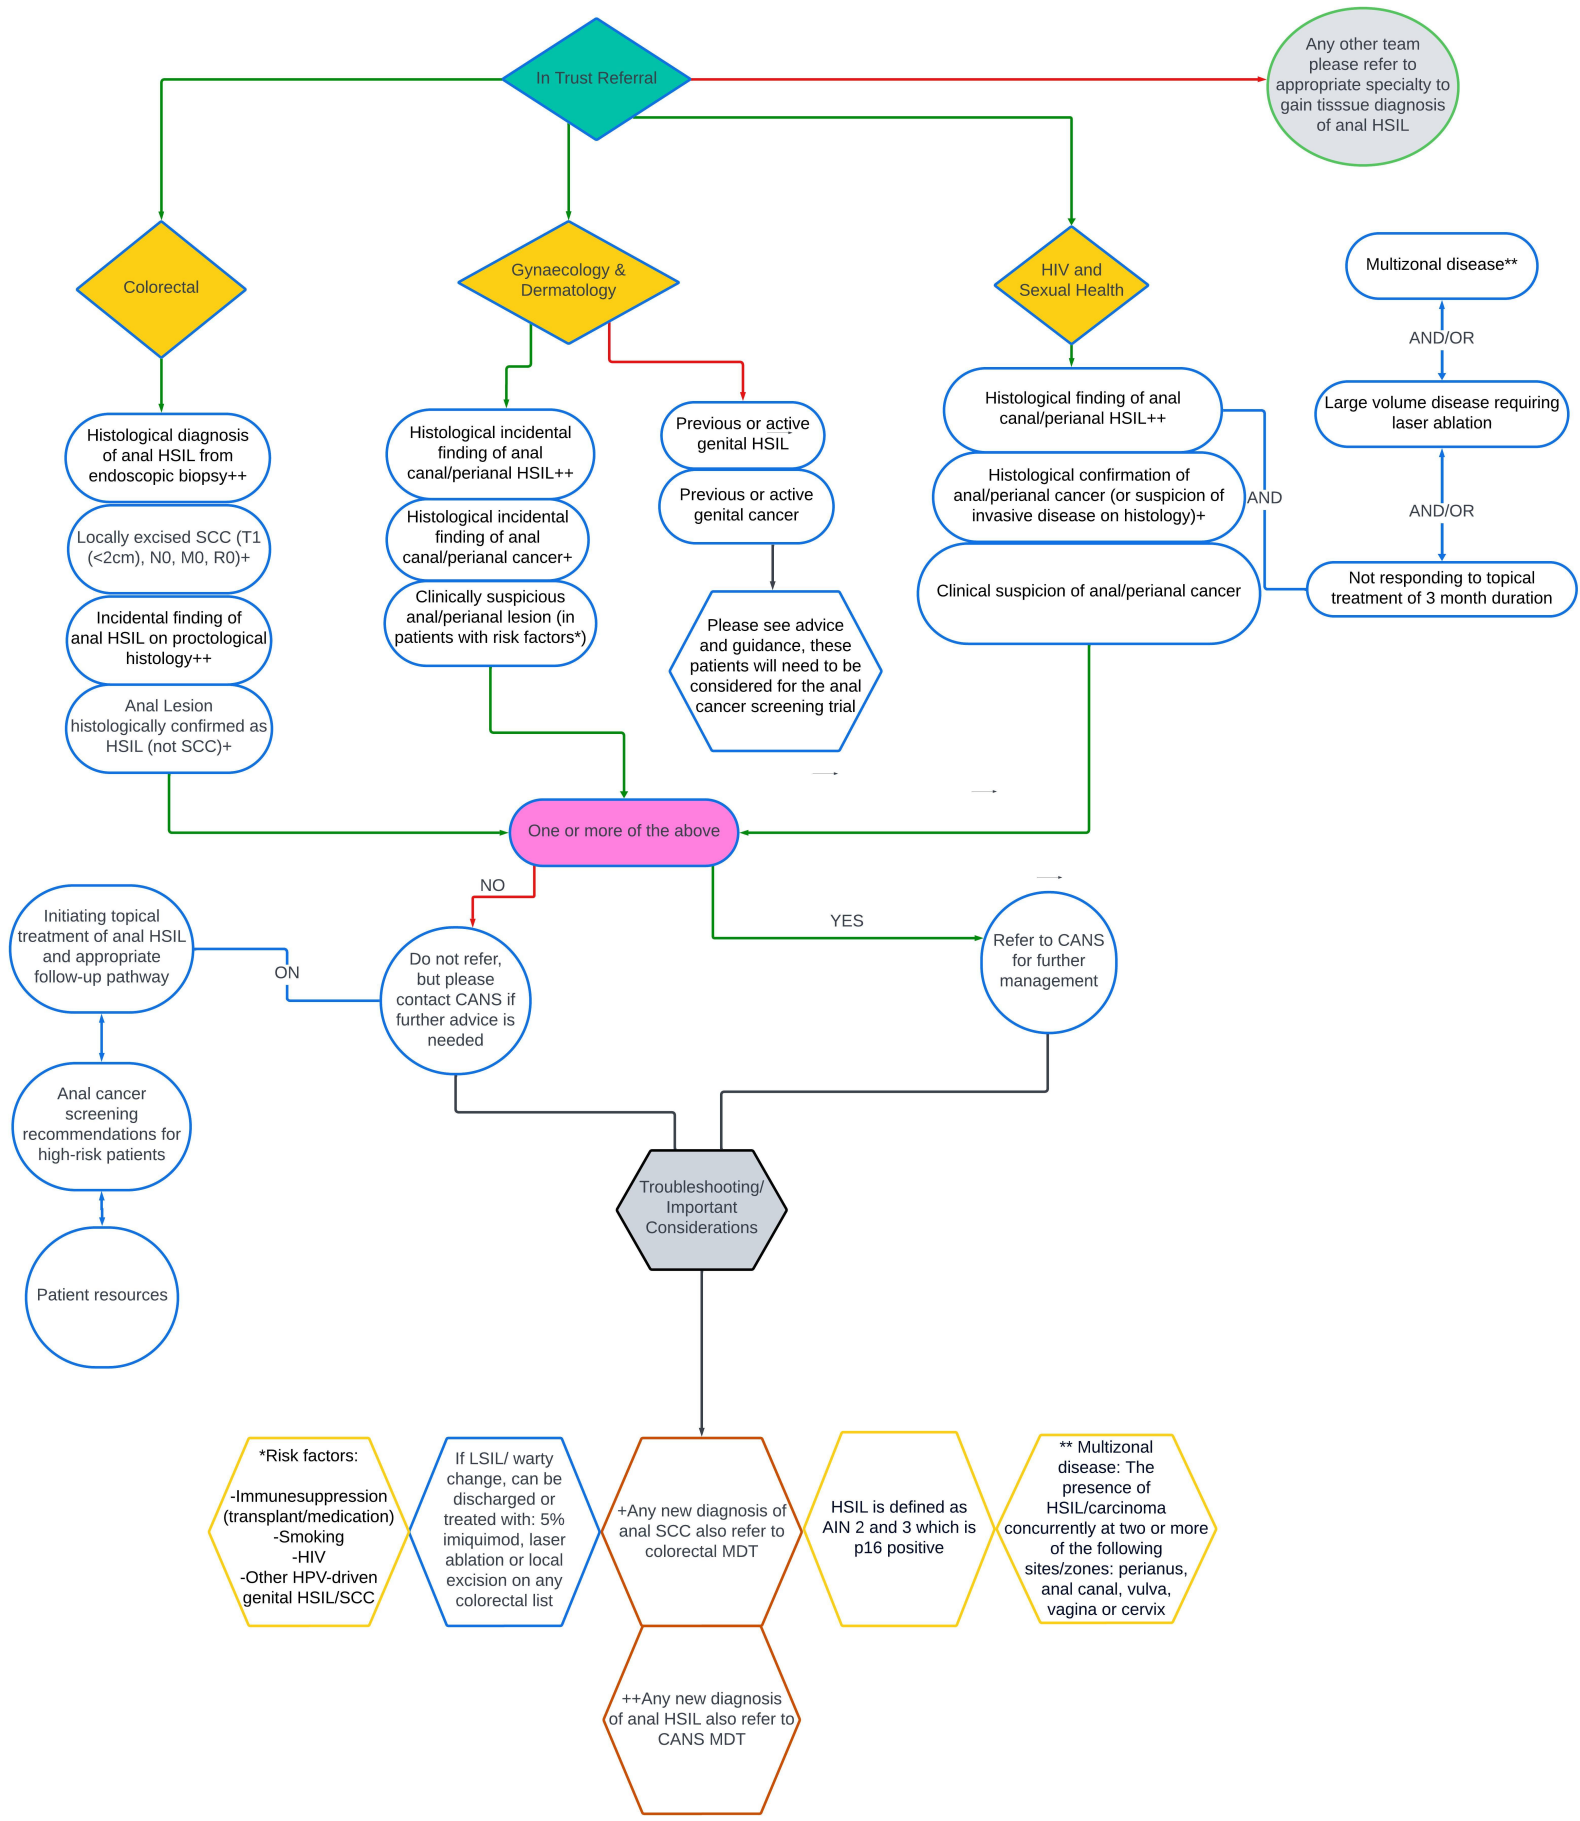 In Trust Referral
Any other team
please refer to
appropriate specialty to
gain tisssue diagnosis
of anal HSIL
Colorectal
Gynaecology &
Dermatology
HIV and
Sexual Health
Multizonal disease**
AND/OR
Large volume disease requiring
laser ablation
AND/OR
Not responding to topical
treatment of 3 month duration
AND
Histological diagnosis
of anal HSIL from
endoscopic biopsy++
Locally excised SCC (T1
(<2cm), N0, M0, R0)+
Incidental finding of
anal HSIL on proctological
histology++
Anal Lesion
histologically confirmed as
HSIL (not SCC)+
Histological incidental
finding of anal
canal/perianal HSIL++
Histological incidental
finding of anal
canal/perianal cancer+
Clinically suspicious
anal/perianal lesion (in
patients with risk factors*)
Previous or active
genital HSIL
Previous or active
genital cancer
Please see advice
and guidance, these
patients will need to be
considered for the anal
cancer screening trial
Histological finding of anal
canal/perianal HSIL++
Histological confirmation of
anal/perianal cancer (or suspicion of
invasive disease on histology)+
Clinical suspicion of anal/perianal cancer
One or more of the above
NO
YES
Initiating topical
treatment of anal HSIL
and appropriate
follow-up pathway
ON
Do not refer,
but please
contact CANS if
further advice is
needed
Refer to CANS
for further
management
Anal cancer
screening
recommendations for
high-risk patients
Patient resources
Troubleshooting/
Important
Considerations
*Risk factors:
-Immunesuppression
(transplant/medication)
-Smoking
-HIV
-Other HPV-driven
genital HSIL/SCC
If LSIL/ warty
change, can be
discharged or
treated with: 5%
imiquimod, laser
ablation or local
excision on any
colorectal list
+Any new diagnosis of
anal SCC also refer to
colorectal MDT
HSIL is defined as
AIN 2 and 3 which is
p16 positive
** Multizonal
disease: The
presence of
HSIL/carcinoma
concurrently at two or more
of the following
sites/zones: perianus,
anal canal, vulva,
vagina or cervix
++Any new diagnosis
of anal HSIL also refer to
CANS MDT